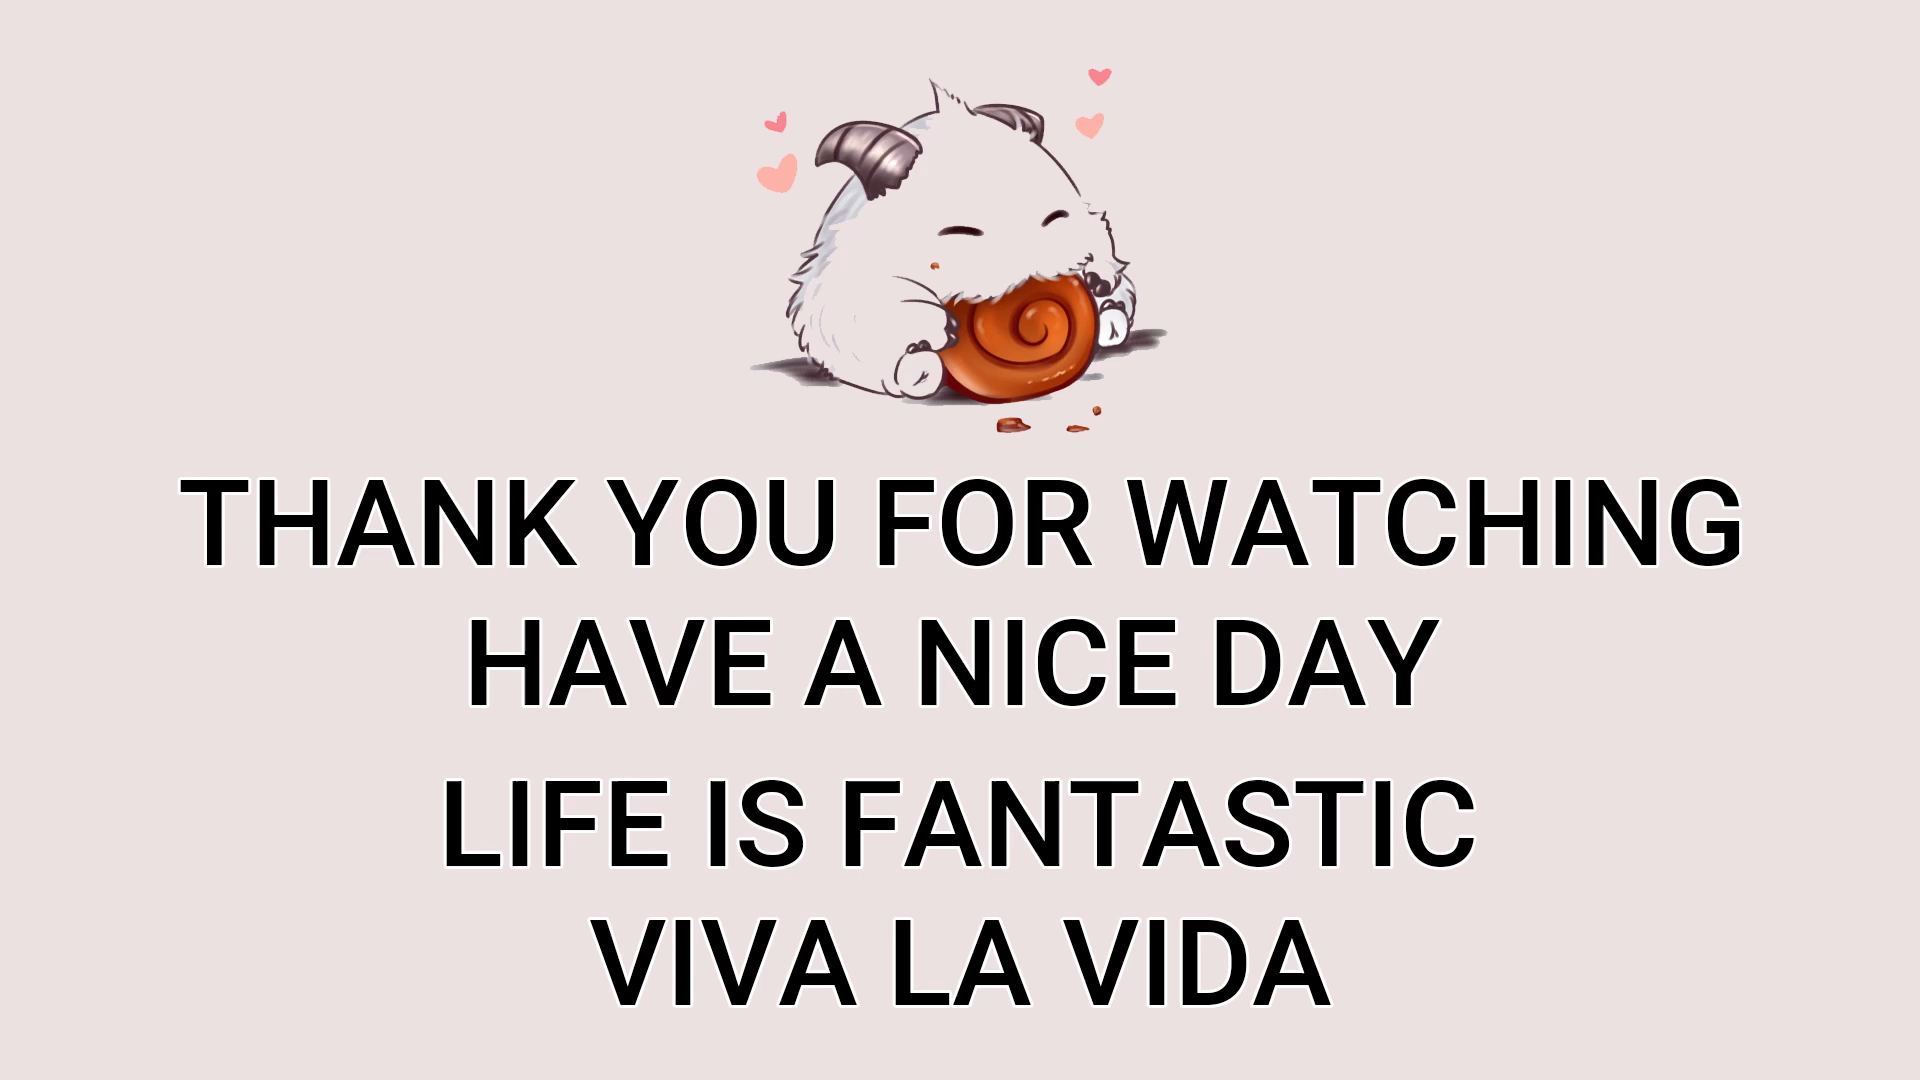 THANK YOU FOR WATCHING
HAVE A NICE DAY
LIFE IS FANTASTIC
VIVA LA VIDA